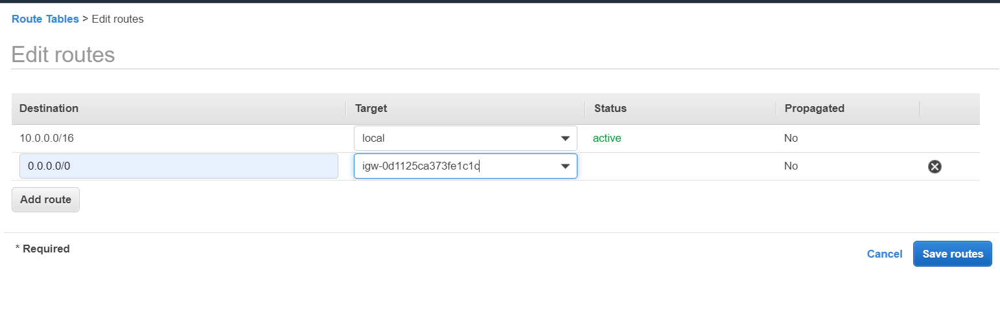 Route Tables > Edit routes
Edit routes
Destination Target Status Propagated
10.0.0.0/16 local active No
0.0.0.0/0 igw-0d1125ca373fe1c1c No
Add route
* Required
Cancel Save routes